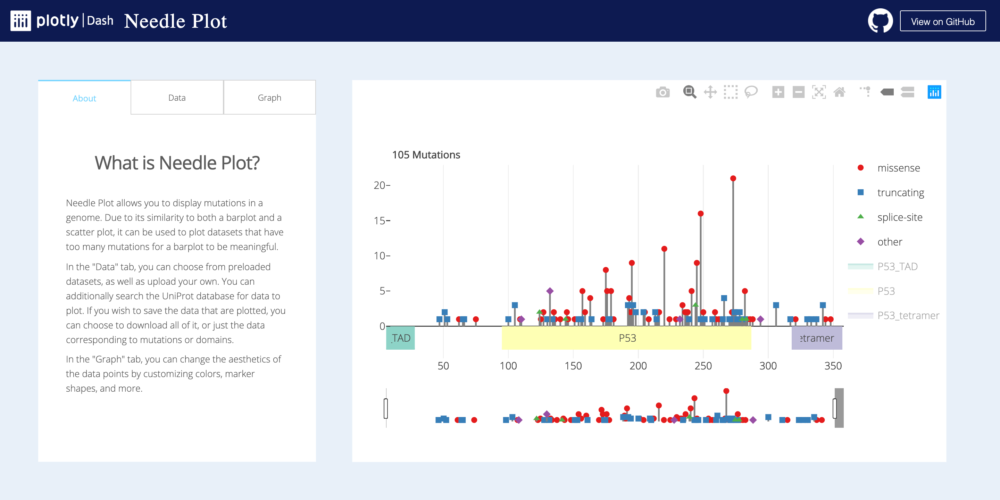 plotly | Dash Needle Plot
View on GitHub
About
Data
Graph
What is Needle Plot?
Needle Plot allows you to display mutations in a
genome. Due to its similarity to both a barplot and a
scatter plot, it can be used to plot datasets that have
too many mutations for a barplot to be meaningful.
In the "Data" tab, you can choose from preloaded
datasets, as well as upload your own. You can
additionally search the UniProt database for data to
plot. If you wish to save the data that are plotted, you
can choose to download all of it, or just the data
corresponding to mutations or domains.
In the "Graph" tab, you can change the aesthetics of
the data points by customizing colors, marker
shapes, and more.
105 Mutations
20
15
10
5
0
TAD
P53
etramer
50 100 150 200 250 300 350
missense
truncating
splice-site
other
P53_TAD
P53
P53_tetramer